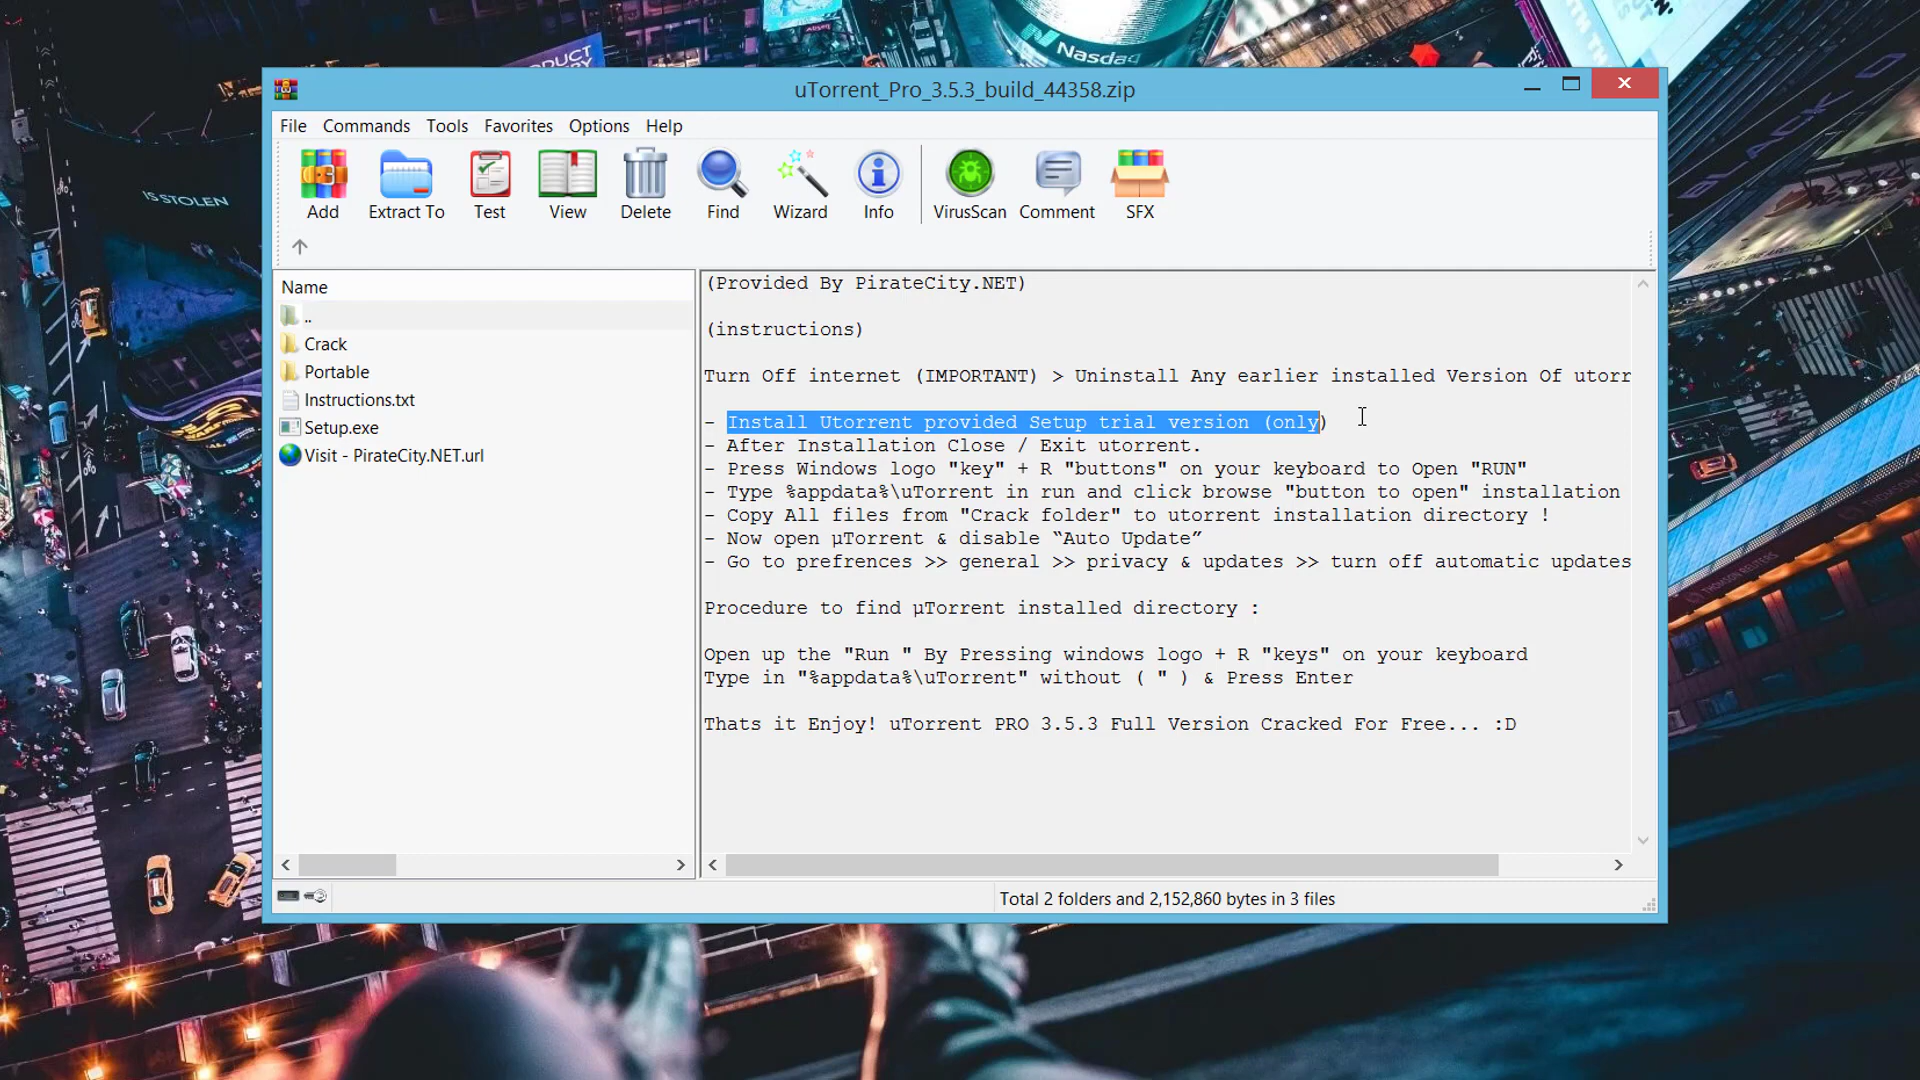 DUCT
Nasdaq
IS STOLEN
uTorrent_Pro_3.5.3_build_44358.zip
File Commands Tools Favorites Options Help
Add Extract To Test View Delete Find Wizard Info VirusScan Comment SFX
Name
..
Crack
Portable
Instructions.txt
Setup.exe
Visit - PirateCity.NET.url
(Provided By PirateCity.NET)
(instructions)
Turn Off internet (IMPORTANT) > Uninstall Any earlier installed Version Of utorr
- Install Utorrent provided Setup trial version (only)
- After Installation Close / Exit utorrent.
- Press Windows logo "key" + R "buttons" on your keyboard to Open "RUN"
- Type %appdata%\uTorrent in run and click browse "button to open" installation
- Copy All files from "Crack folder" to utorrent installation directory !
- Now open µTorrent & disable “Auto Update”
- Go to prefrences >> general >> privacy & updates >> turn off automatic updates
Procedure to find µTorrent installed directory :
Open up the "Run " By Pressing windows logo + R "keys" on your keyboard
Type in "%appdata%\uTorrent" without ( " ) & Press Enter
Thats it Enjoy! uTorrent PRO 3.5.3 Full Version Cracked For Free... :D
Total 2 folders and 2,152,860 bytes in 3 files